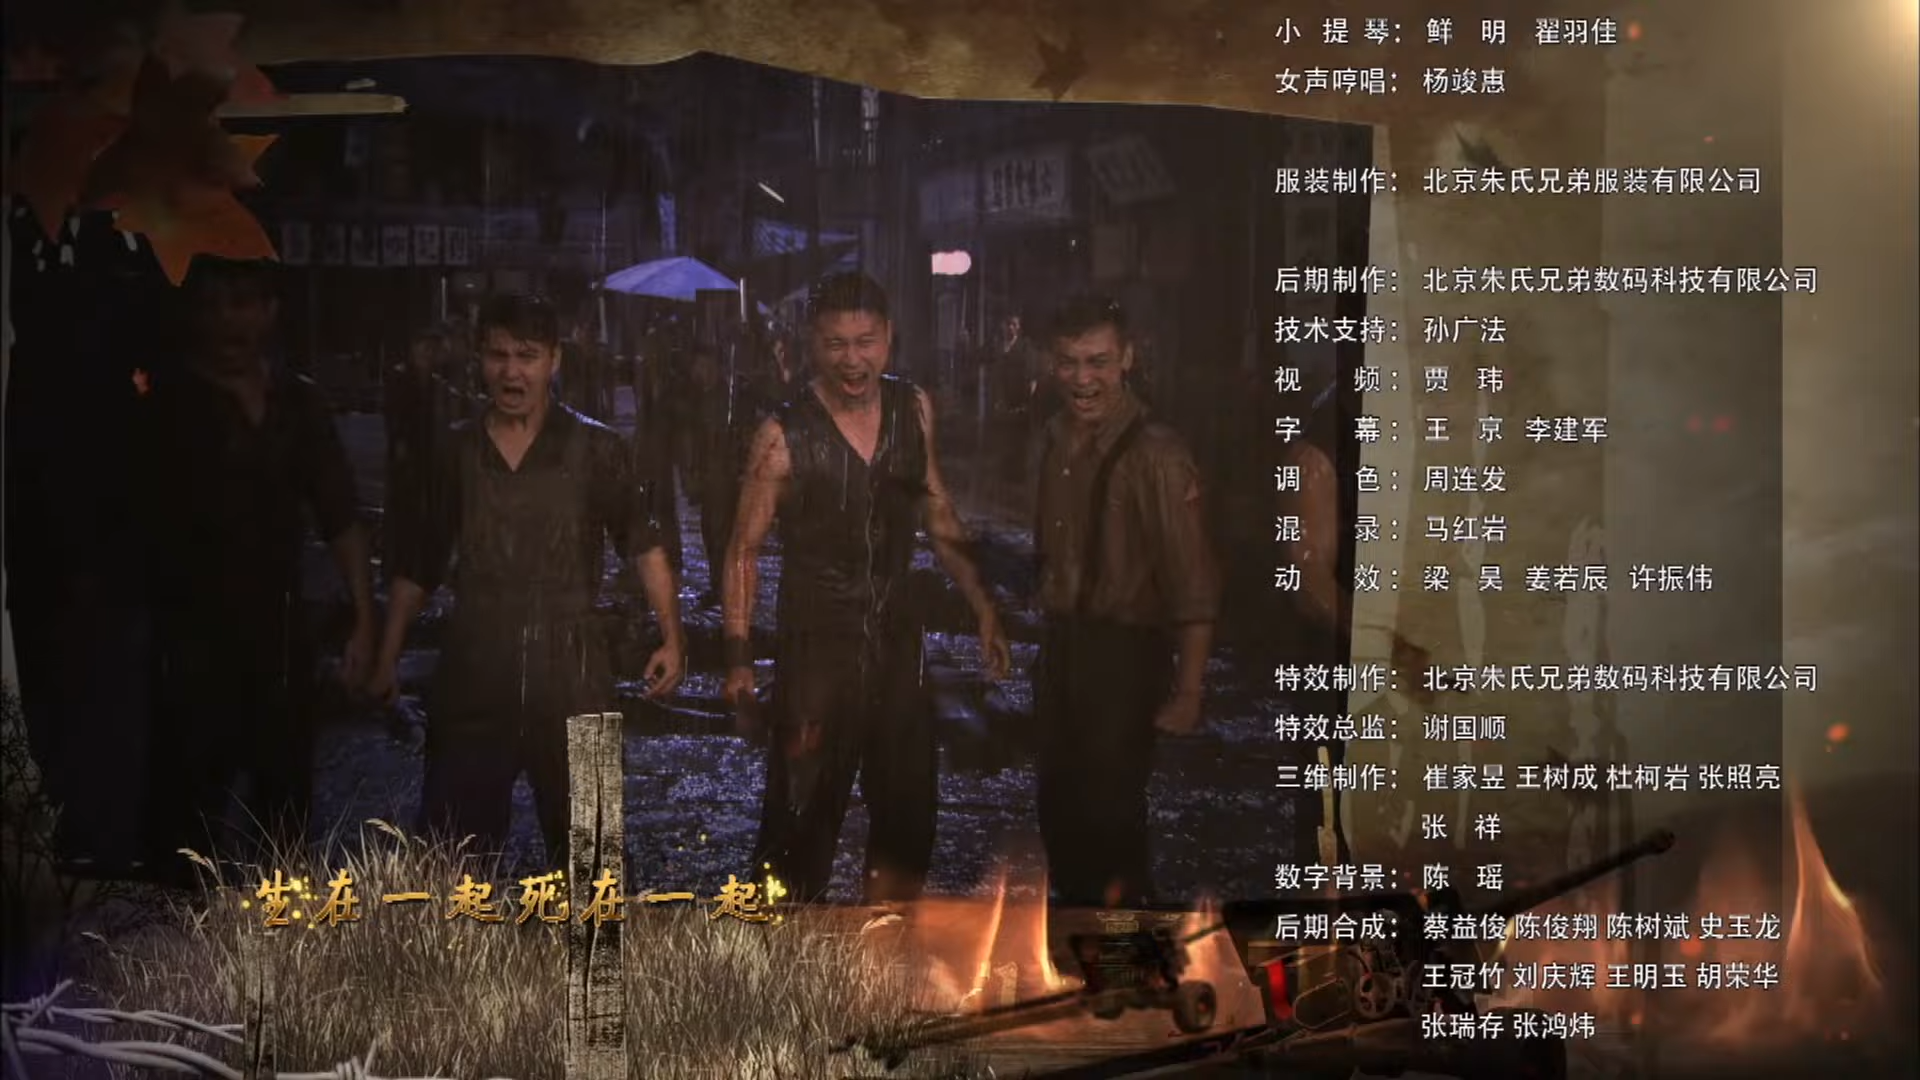 小提琴： 鲜 明 翟羽佳
女声哼唱： 杨竣惠
服装制作： 北京朱氏兄弟服装有限公司
后期制作： 北京朱氏兄弟数码科技有限公司
技术支持： 孙广法
视 频： 贾 玮
字 幕： 王 京 李建军
调 色： 周连发
混 录： 马红岩
动 效： 梁 昊 姜若辰 许振伟
特效制作： 北京朱氏兄弟数码科技有限公司
特效总监： 谢国顺
三维制作： 崔家昱 王树成 杜柯岩 张照亮
张 祥
数字背景： 陈 瑶
后期合成： 蔡益俊 陈俊翔 陈树斌 史玉龙
王冠竹 刘庆辉 王明玉 胡荣华
张瑞存 张鸿炜
生在一起死在一起